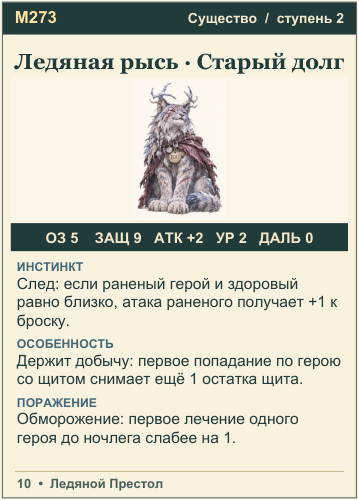 M273
Существо / ступень 2
Ледяная рысь · Старый долг
ОЗ 5 ЗАЩ 9 АТК +2 УР 2 ДАЛЬ 0
ИНСТИНКТ
След: если раненый герой и здоровый
равно близко, атака раненого получает +1 к
броску.
ОСОБЕННОСТЬ
Держит добычу: первое попадание по герою
со щитом снимает ещё 1 остатка щита.
ПОРАЖЕНИЕ
Обморожение: первое лечение одного
героя до ночлега слабее на 1.
10 • Ледяной Престол